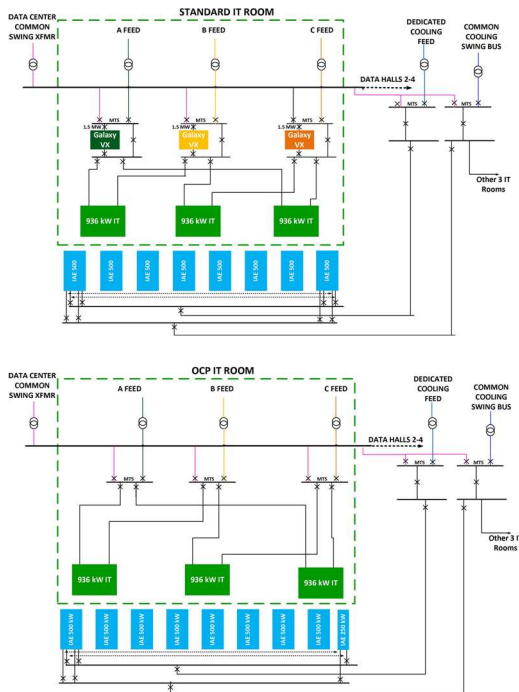 STANDARD IT ROOM
DATA CENTER
COMMON
SWING XFMR
A FEED
B FEED
C FEED
DEDICATED
COOLING
FEED
COMMON
COOLING
SWING BUS
DATA HALLS 2-4
MTS
MTS
MTS
MTS
MTS
1.5 MW
Galaxy
VX
1.5 MW
Galaxy
VX
1.5 MW
Galaxy
VX
Other 3 IT
Rooms
936 kW IT
936 kW IT
936 kW IT
IAE 500
IAE 500
IAE 500
IAE 500
IAE 500
IAE 500
IAE 500
IAE 500
OCP IT ROOM
DATA CENTER
COMMON
SWING XFMR
A FEED
B FEED
C FEED
DEDICATED
COOLING
FEED
COMMON
COOLING
SWING BUS
DATA HALLS 2-4
MTS
MTS
MTS
MTS
MTS
Other 3 IT
Rooms
936 kW IT
936 kW IT
936 kW IT
IAE 500 kW
IAE 500 kW
IAE 500 kW
IAE 500 kW
IAE 500 kW
IAE 500 kW
IAE 500 kW
IAE 500 kW
IAE 250 kW